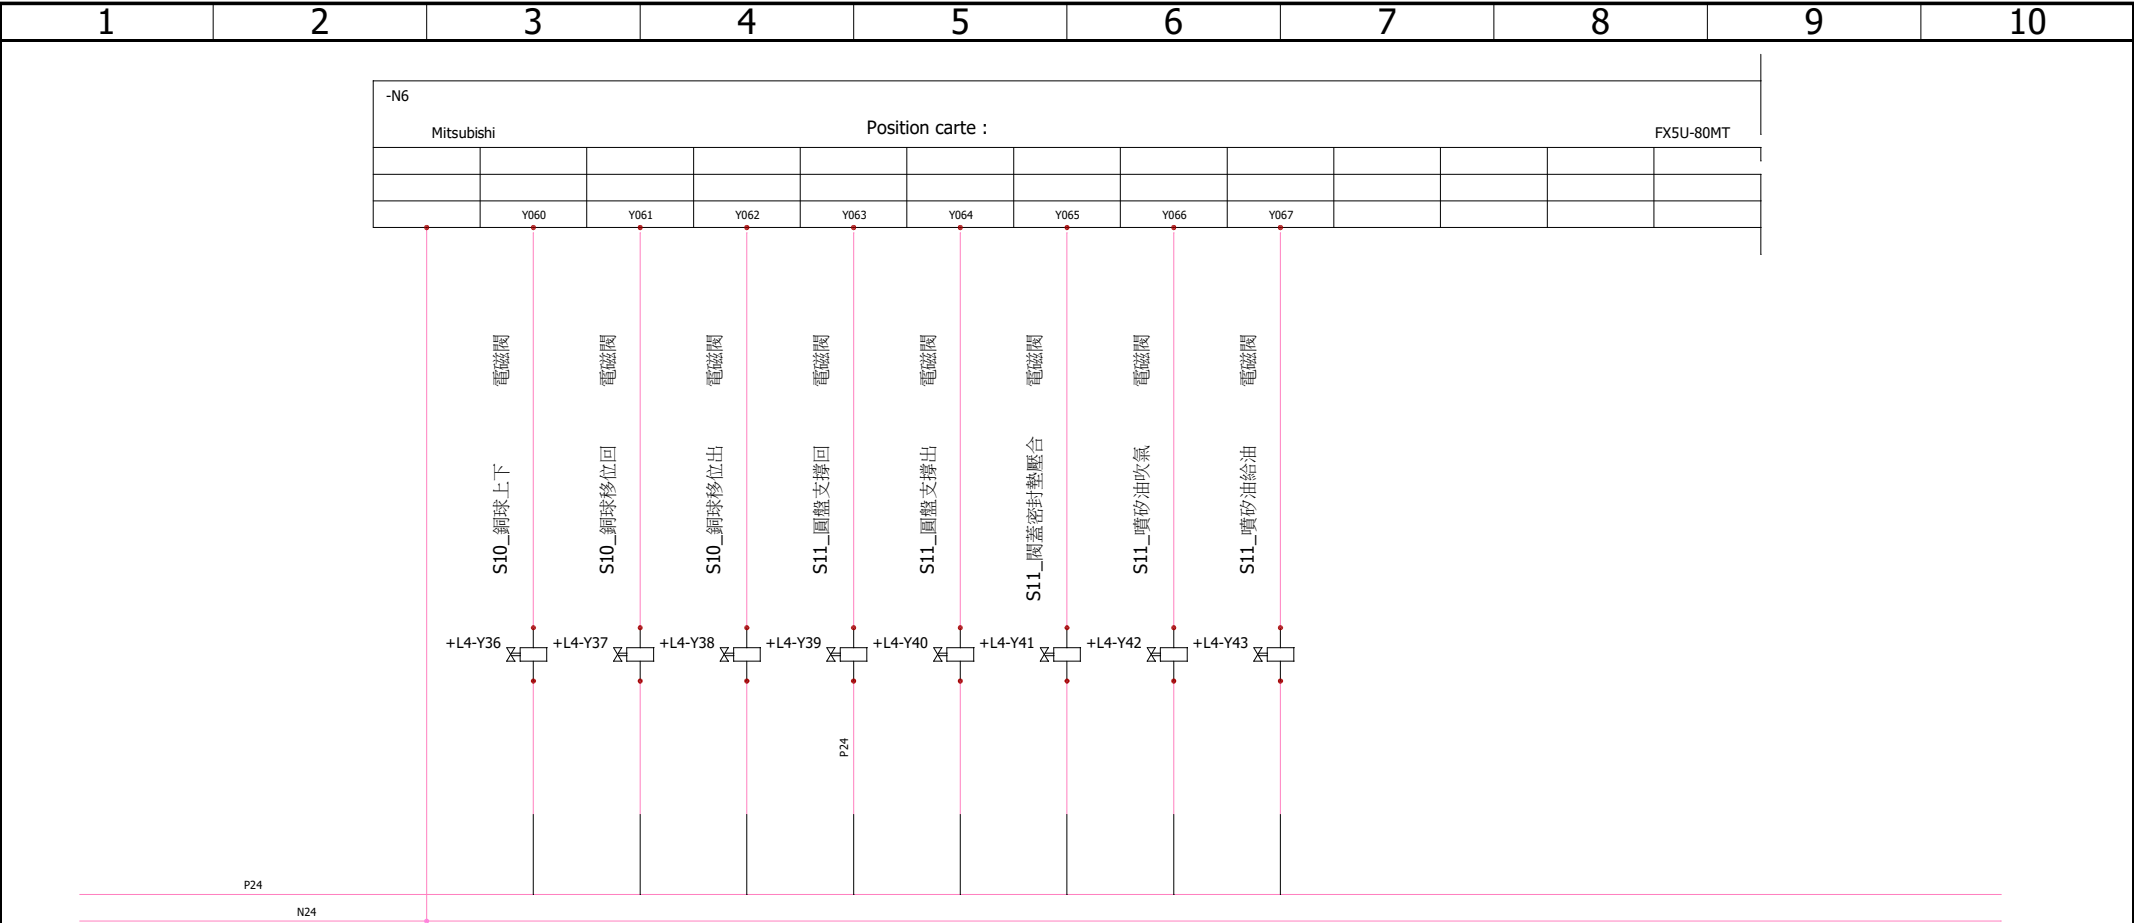 1 2 3 4 5 6 7 8 9 10
-N6
Mitsubishi Position carte : FX5U-80MT
Y060 Y061 Y062 Y063 Y064 Y065 Y066 Y067
S10_銅球上下 電磁閥
S10_銅球移位回 電磁閥
S10_銅球移位出 電磁閥
S11_圓盤支撐回 電磁閥
S11_圓盤支撐出 電磁閥
S11_閥蓋密封墊壓合 電磁閥
S11_噴矽油吹氣 電磁閥
S11_噴矽油給油 電磁閥
+L4-Y36 +L4-Y37 +L4-Y38 +L4-Y39 +L4-Y40 +L4-Y41 +L4-Y42 +L4-Y43
P24
P24
N24